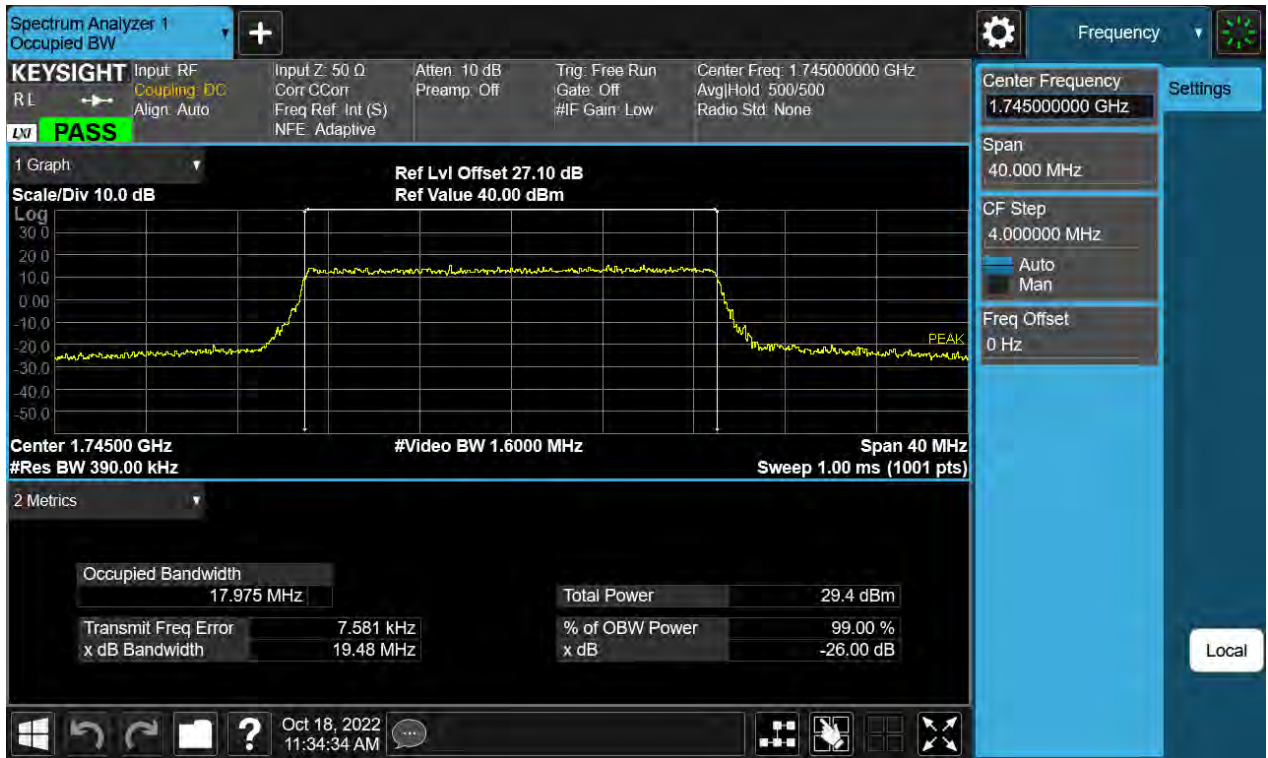 Spectrum Analyzer 1
Occupied BW
Frequency
KEYSIGHT
RL
LXI
PASS
Input: RF
Coupling: DC
Align: Auto
Input Z: 50 Ω
Corr CCorr
Freq Ref: Int (S)
NFE: Adaptive
Atten: 10 dB
Preamp: Off
Trig: Free Run
Gate: Off
#IF Gain: Low
Center Freq: 1.745000000 GHz
Avg|Hold: 500/500
Radio Std: None
1 Graph
Scale/Div 10.0 dB
Ref Lvl Offset 27.10 dB
Ref Value 40.00 dBm
Log
30.0
20.0
10.0
0.00
-10.0
-20.0
-30.0
-40.0
-50.0
PEAK
Center 1.74500 GHz
#Video BW 1.6000 MHz
Span 40 MHz
#Res BW 390.00 kHz
Sweep 1.00 ms (1001 pts)
2 Metrics
Occupied Bandwidth
17.975 MHz
Transmit Freq Error 7.581 kHz
x dB Bandwidth 19.48 MHz
Total Power 29.4 dBm
% of OBW Power 99.00 %
x dB -26.00 dB
Oct 18, 2022
11:34:34 AM
Center Frequency
1.745000000 GHz
Span
40.000 MHz
CF Step
4.000000 MHz
Auto
Man
Freq Offset
0 Hz
Settings
Local